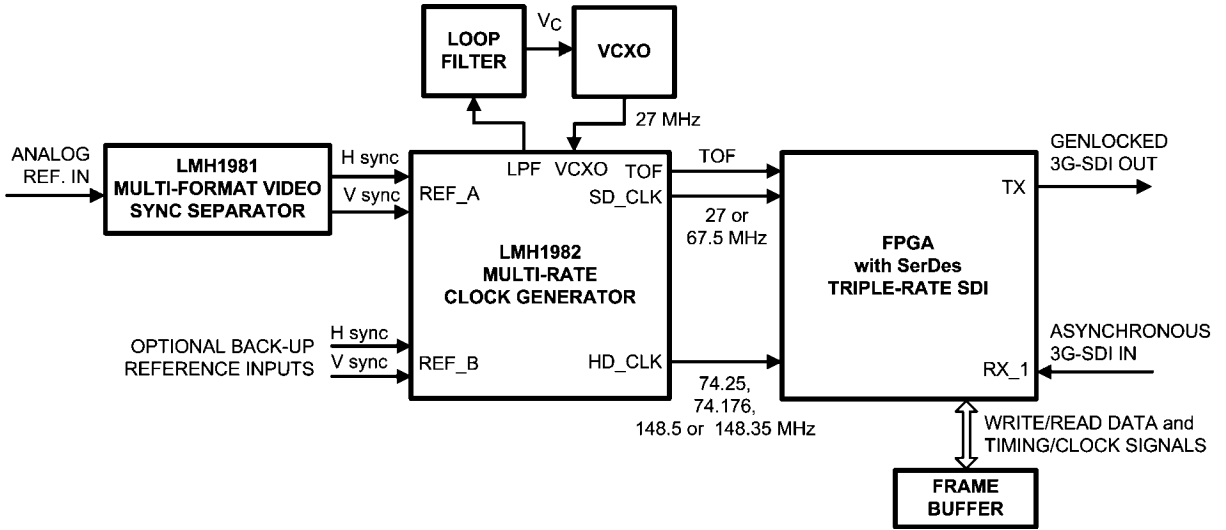 LOOP
FILTER
VC
VCXO
27 MHz
ANALOG
REF. IN
LMH1981
MULTI-FORMAT VIDEO
SYNC SEPARATOR
H sync
V sync
LPF VCXO
REF_A
TOF
SD_CLK
LMH1982
MULTI-RATE
CLOCK GENERATOR
OPTIONAL BACK-UP
REFERENCE INPUTS
H sync
V sync
REF_B
HD_CLK
TOF
27 or
67.5 MHz
74.25,
74.176,
148.5 or 148.35 MHz
FPGA
with SerDes
TRIPLE-RATE SDI
TX
RX_1
GENLOCKED
3G-SDI OUT
ASYNCHRONOUS
3G-SDI IN
WRITE/READ DATA and
TIMING/CLOCK SIGNALS
FRAME
BUFFER